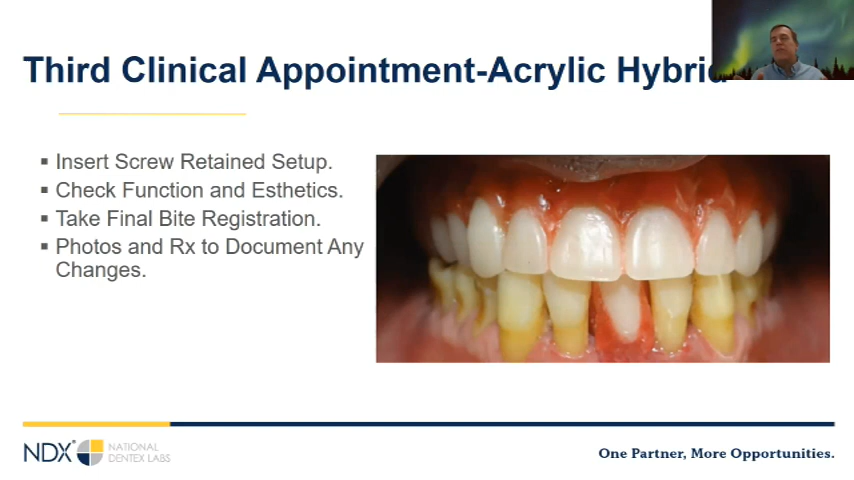 Third Clinical Appointment-Acrylic Hybrid
▪ Insert Screw Retained Setup.
▪ Check Function and Esthetics.
▪ Take Final Bite Registration.
▪ Photos and Rx to Document Any
Changes.
NDX® NATIONAL
DENTEX LABS
One Partner, More Opportunities.